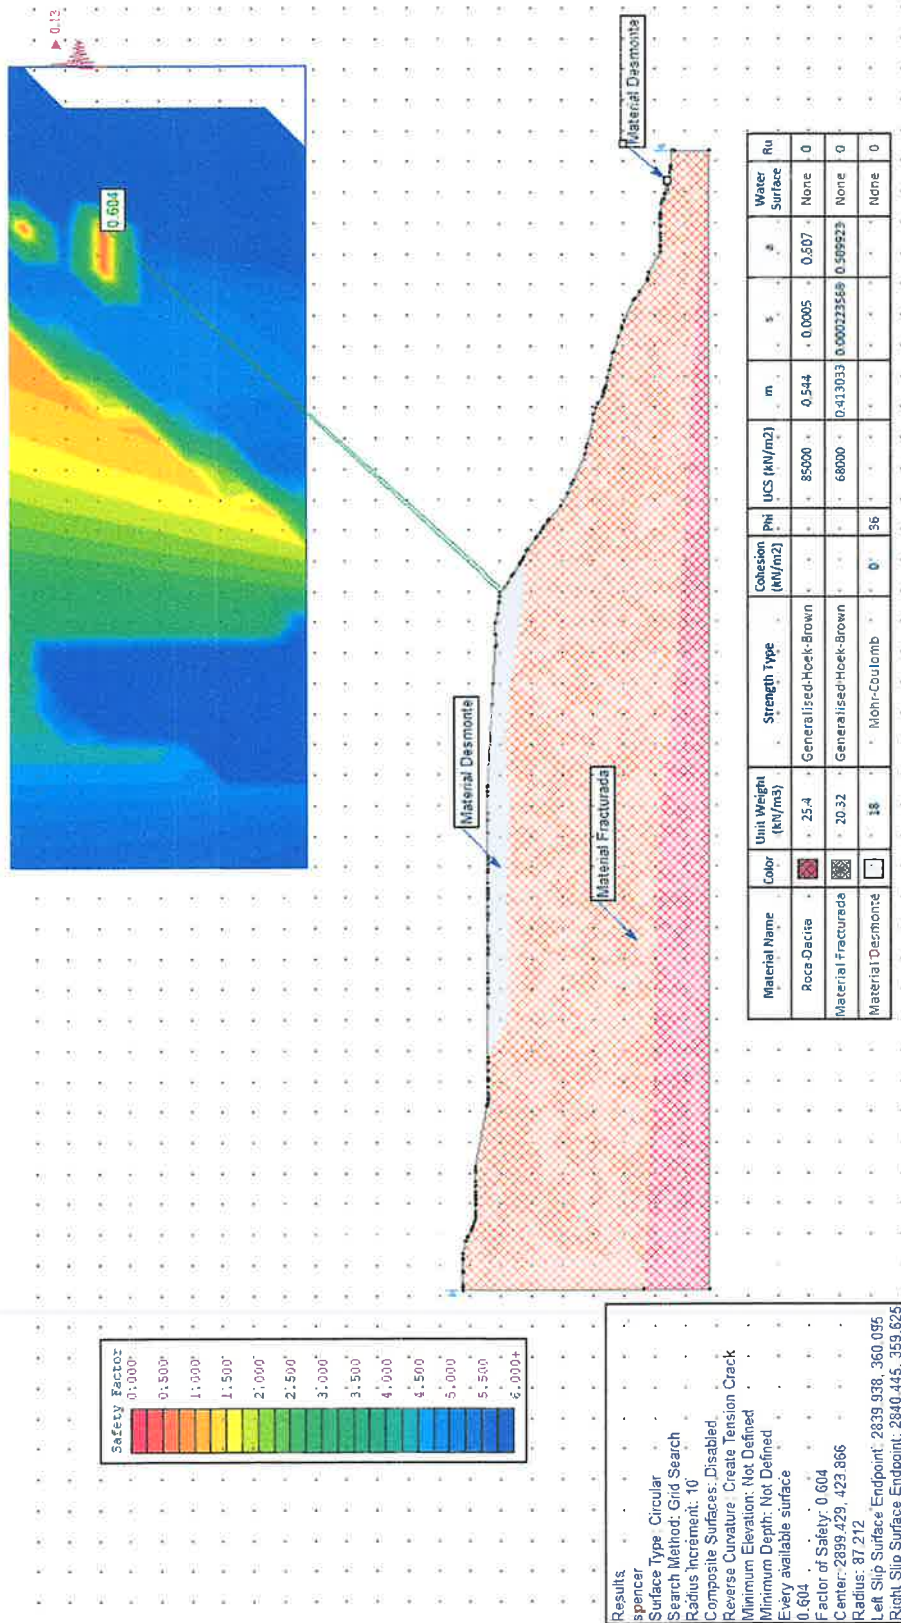 Safety Factor
0.000
0.500
1.000
1.500
2.000
2.500
3.000
3.500
4.000
4.500
5.000
5.500
6.000+
0.13
0.604
Material Desmonte
Material Fracturada
Material Desmonte
Results
spencer
Surface Type: Circular
Search Method: Grid Search
Radius Increment: 10
Composite Surfaces: Disabled
Reverse Curvature: Create Tension Crack
Minimum Elevation: Not Defined
Minimum Depth: Not Defined
Every available surface
0.604
Factor of Safety: 0.604
Center: 2899.429, 423.866
Radius: 87.212
Left Slip Surface Endpoint: 2839.938, 360.095
Right Slip Surface Endpoint: 2840.445, 359.625
Material Name Color Unit Weight (kN/m3) Strength Type Cohesion (kN/m2) Phi UCS (kN/m2) m s a Water Surface Ru
Roca Dacita 25.4 Generalised Hoek-Brown 85000 0.544 0.0005 0.507 None 0
Material Fracturada 20.32 Generalised Hoek-Brown 68000 0.413033 0.000223568 0.509923 None 0
Material Desmonte 18 Mohr-Coulomb 0 36 None 0